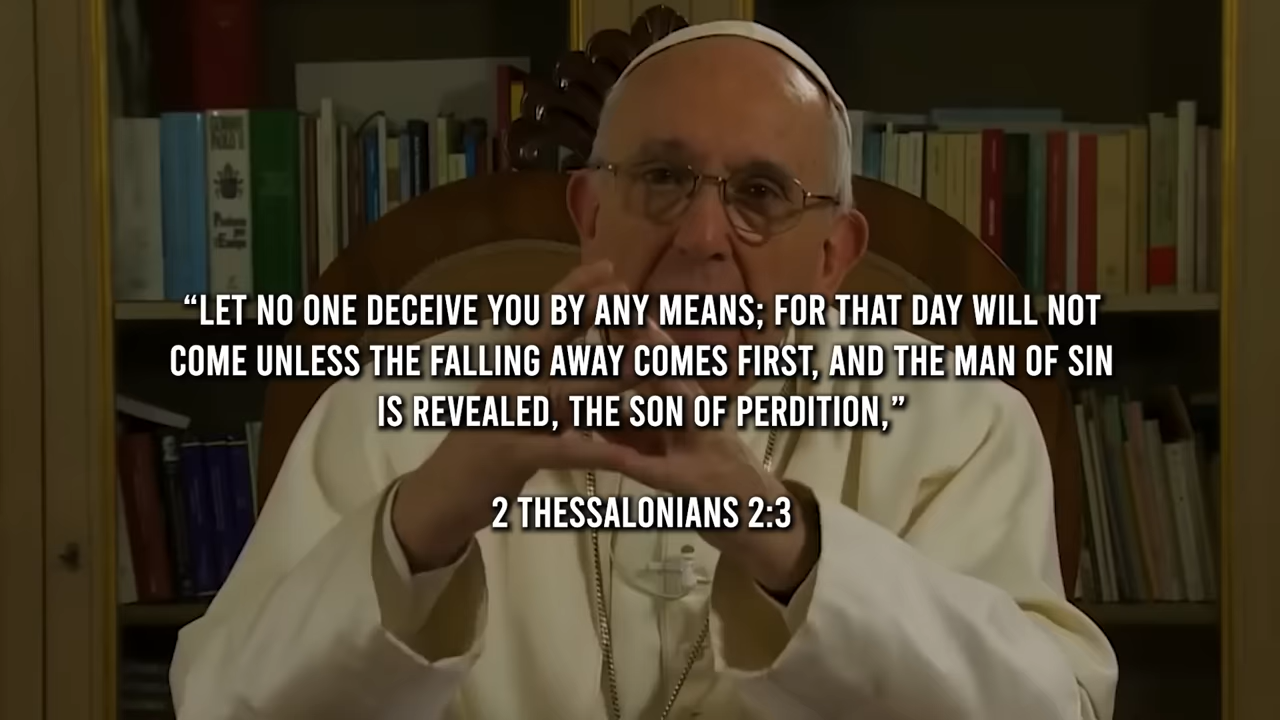 “LET NO ONE DECEIVE YOU BY ANY MEANS; FOR THAT DAY WILL NOT
COME UNLESS THE FALLING AWAY COMES FIRST, AND THE MAN OF SIN
IS REVEALED, THE SON OF PERDITION,”
2 THESSALONIANS 2:3